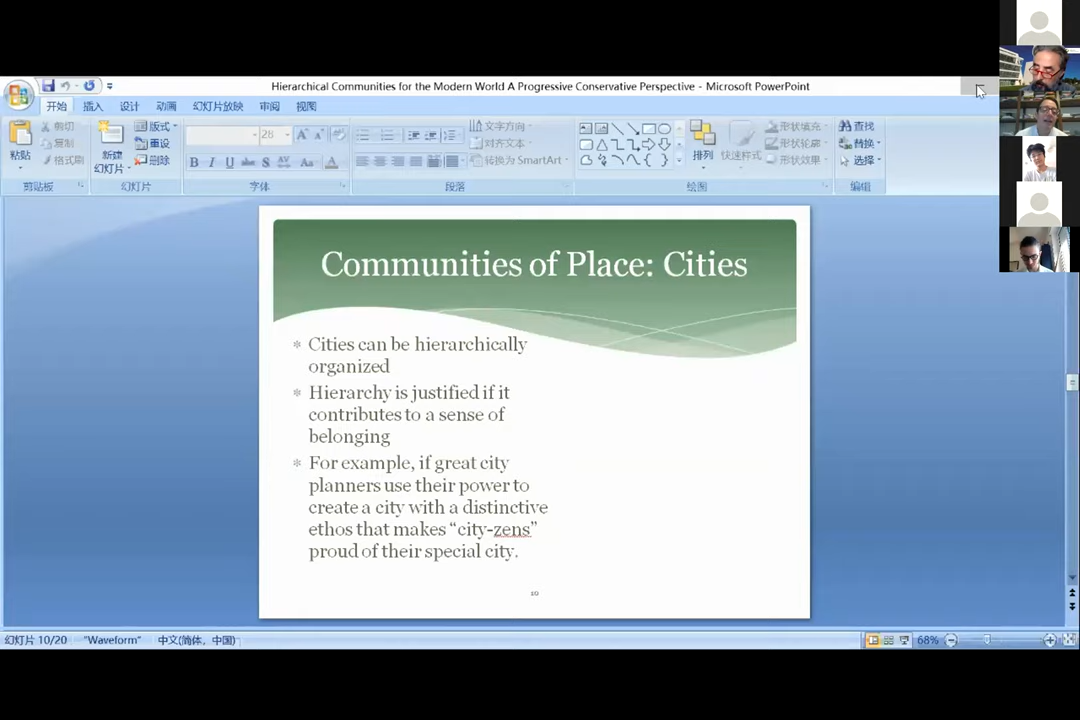 Hierarchical Communities for the Modern World A Progressive Conservative Perspective - Microsoft PowerPoint
开始 插入 设计 动画 幻灯片放映 审阅 视图
粘贴
剪切
复制
格式刷
剪贴板
新建
幻灯片
版式
重设
删除
幻灯片
28
B I U abe S AV Aa A
字体
文字方向
对齐文本
转换为 SmartArt
段落
排列
快速样式
形状填充
形状轮廓
形状效果
绘图
查找
替换
选择
编辑
Communities of Place: Cities
Cities can be hierarchically
organized
Hierarchy is justified if it
contributes to a sense of
belonging
For example, if great city
planners use their power to
create a city with a distinctive
ethos that makes “city-zens”
proud of their special city.
10
幻灯片 10/20 "Waveform" 中文(简体，中国) 68%